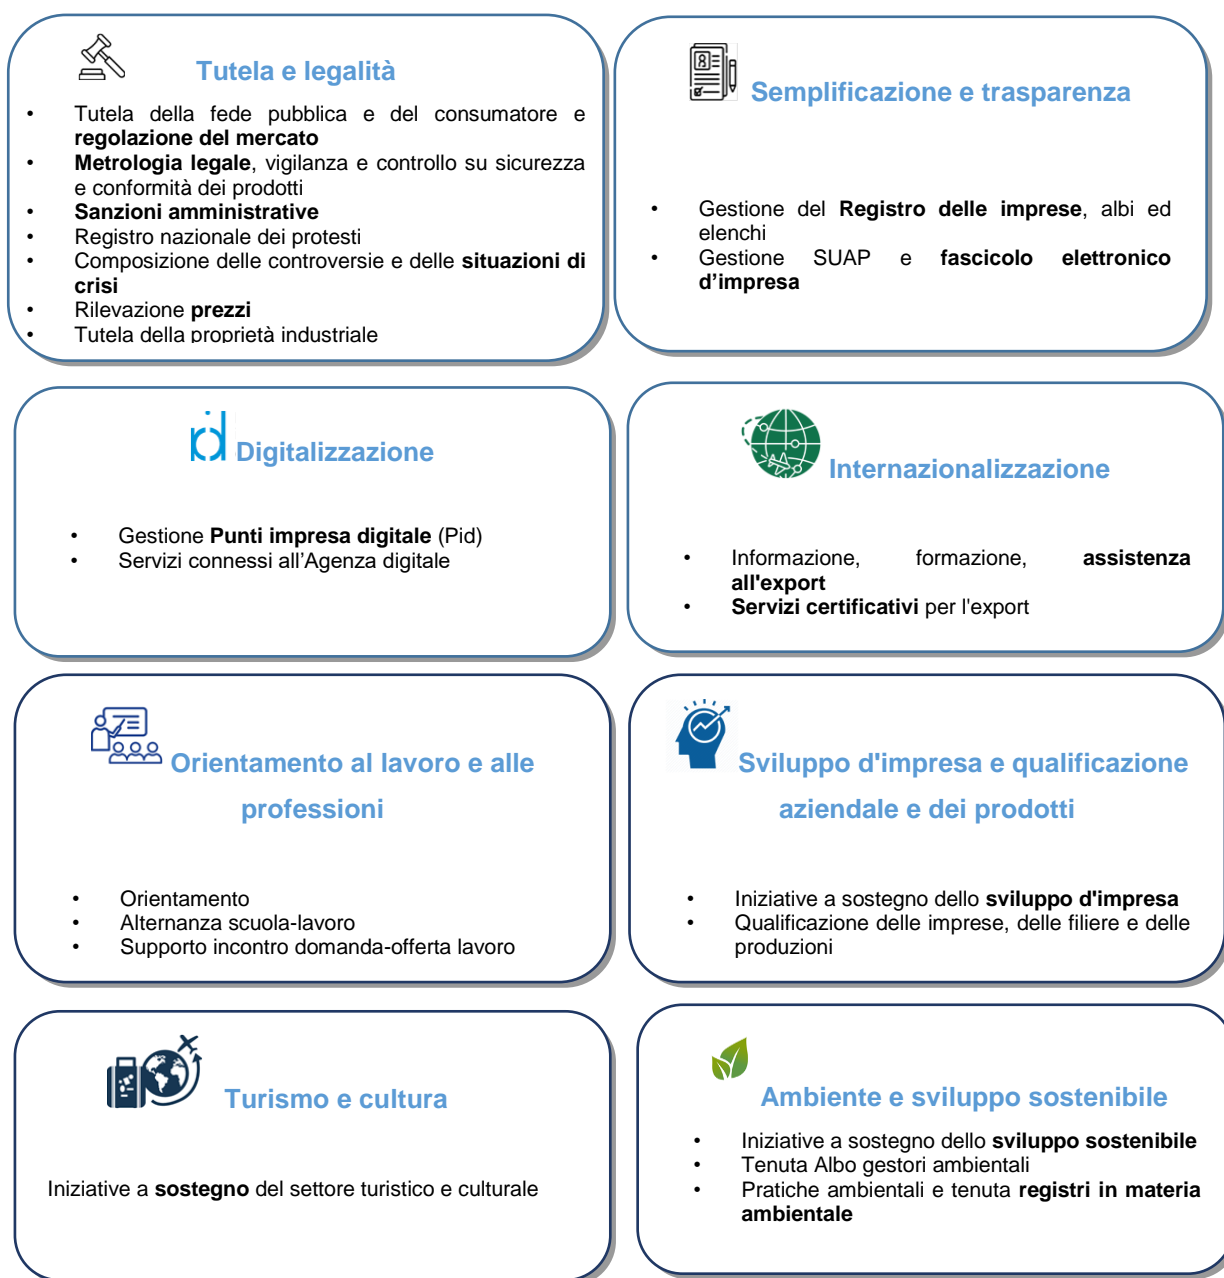 Tutela e legalità
• Tutela della fede pubblica e del consumatore e
regolazione del mercato
• Metrologia legale, vigilanza e controllo su sicurezza
e conformità dei prodotti
• Sanzioni amministrative
• Registro nazionale dei protesti
• Composizione delle controversie e delle situazioni di
crisi
• Rilevazione prezzi
• Tutela della proprietà industriale
Semplificazione e trasparenza
• Gestione del Registro delle imprese, albi ed
elenchi
• Gestione SUAP e fascicolo elettronico
d’impresa
Digitalizzazione
• Gestione Punti impresa digitale (Pid)
• Servizi connessi all’Agenza digitale
Internazionalizzazione
• Informazione, formazione, assistenza
all'export
• Servizi certificativi per l'export
Orientamento al lavoro e alle
professioni
• Orientamento
• Alternanza scuola-lavoro
• Supporto incontro domanda-offerta lavoro
Sviluppo d'impresa e qualificazione
aziendale e dei prodotti
• Iniziative a sostegno dello sviluppo d'impresa
• Qualificazione delle imprese, delle filiere e delle
produzioni
Turismo e cultura
Iniziative a sostegno del settore turistico e culturale
Ambiente e sviluppo sostenibile
• Iniziative a sostegno dello sviluppo sostenibile
• Tenuta Albo gestori ambientali
• Pratiche ambientali e tenuta registri in materia
ambientale